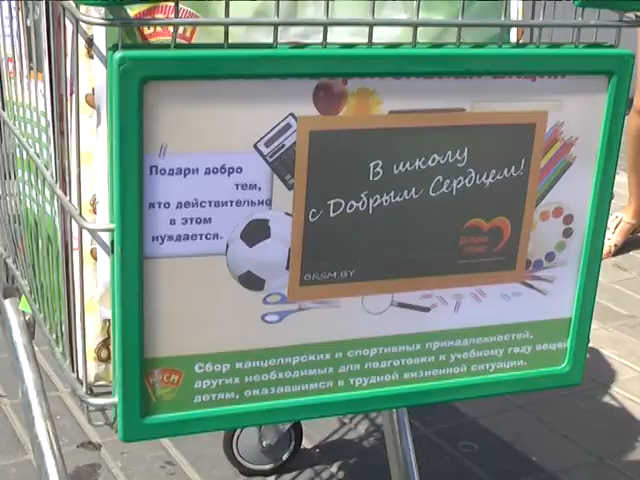 Подари добро
тем,
кто действительно
в этом
нуждается.
В школу
с Добрым Сердцем!
BRSM.BY
Сбор канцелярских и спортивных принадлежностей,
других необходимых для подготовки к учебному году вещей
детям, оказавшимся в трудной жизненной ситуации.